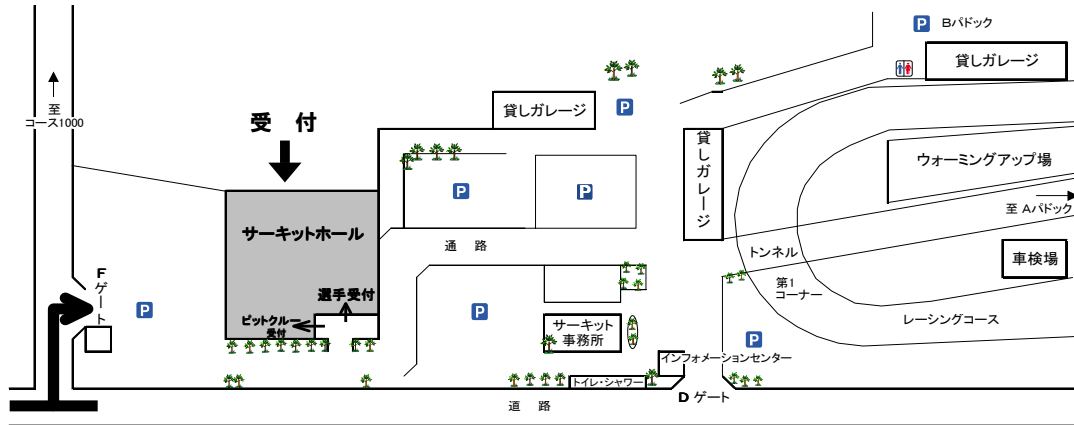 P Bパドック
貸しガレージ
至
コース1000
受 付
貸しガレージ
P
貸しガレージ
ウォーミングアップ場
P
P
至 Aパドック
サーキットホール
通 路
トンネル
車検場
Fゲート
第1
コーナー
選手受付
P
P
ピットクルー
受付
サーキット
事務所
レーシングコース
P
インフォメーションセンター
トイレ・シャワー
D ゲート
道 路